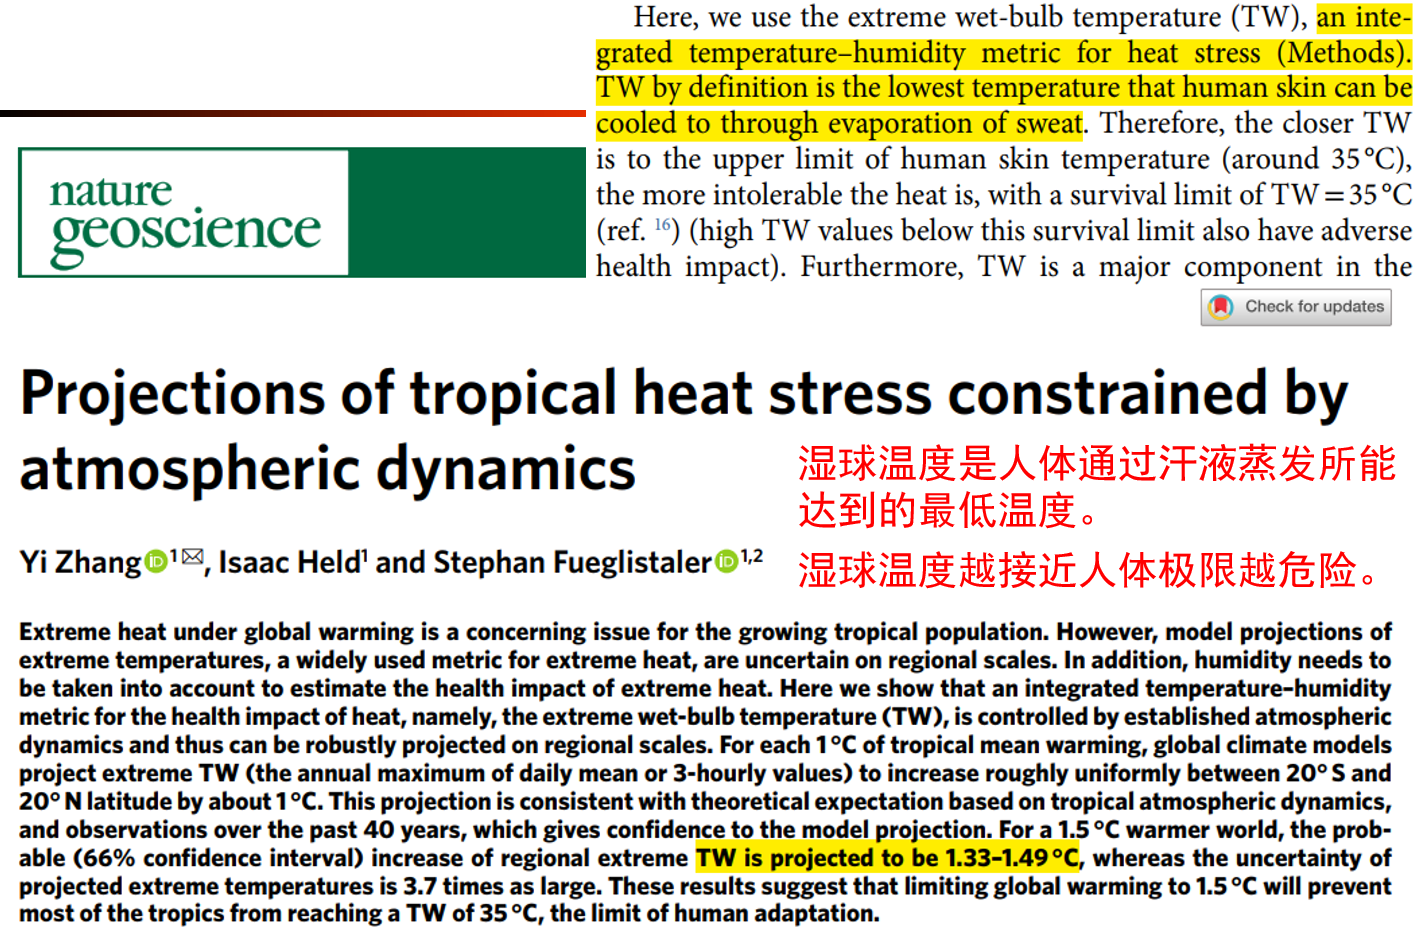 Here, we use the extreme wet-bulb temperature (TW), an inte-
grated temperature–humidity metric for heat stress (Methods).
TW by definition is the lowest temperature that human skin can be
cooled to through evaporation of sweat. Therefore, the closer TW
is to the upper limit of human skin temperature (around 35 °C),
the more intolerable the heat is, with a survival limit of TW = 35 °C
(ref. 16) (high TW values below this survival limit also have adverse
health impact). Furthermore, TW is a major component in the
nature
geoscience
Check for updates
Projections of tropical heat stress constrained by
atmospheric dynamics
湿球温度是人体通过汗液蒸发所能
达到的最低温度。
湿球温度越接近人体极限越危险。
Yi Zhang iD 1✉, Isaac Held1 and Stephan Fueglistaler iD 1,2
Extreme heat under global warming is a concerning issue for the growing tropical population. However, model projections of
extreme temperatures, a widely used metric for extreme heat, are uncertain on regional scales. In addition, humidity needs to
be taken into account to estimate the health impact of extreme heat. Here we show that an integrated temperature–humidity
metric for the health impact of heat, namely, the extreme wet-bulb temperature (TW), is controlled by established atmospheric
dynamics and thus can be robustly projected on regional scales. For each 1 °C of tropical mean warming, global climate models
project extreme TW (the annual maximum of daily mean or 3-hourly values) to increase roughly uniformly between 20° S and
20° N latitude by about 1 °C. This projection is consistent with theoretical expectation based on tropical atmospheric dynamics,
and observations over the past 40 years, which gives confidence to the model projection. For a 1.5 °C warmer world, the prob-
able (66% confidence interval) increase of regional extreme TW is projected to be 1.33–1.49 °C, whereas the uncertainty of
projected extreme temperatures is 3.7 times as large. These results suggest that limiting global warming to 1.5 °C will prevent
most of the tropics from reaching a TW of 35 °C, the limit of human adaptation.